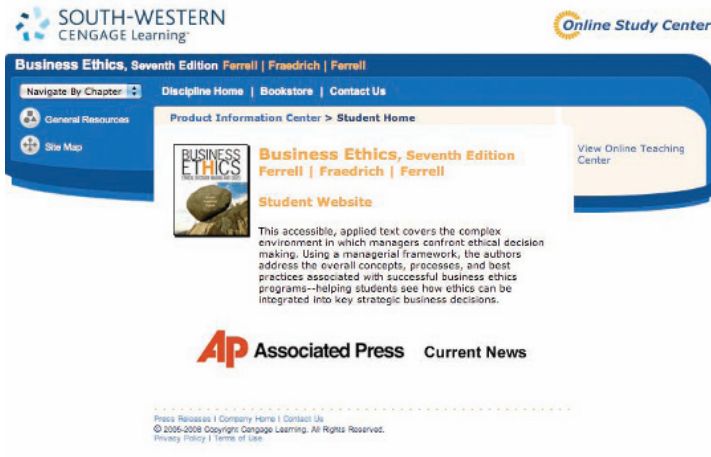 SOUTH-WESTERN
CENGAGE Learning™
Online Study Center
Business Ethics, Seventh Edition Ferrell | Fraedrich | Ferrell
Navigate By Chapter
Discipline Home | Bookstore | Contact Us
General Resources
Site Map
Product Information Center > Student Home
View Online Teaching
Center
BUSINESS
ETHICS
Business Ethics, Seventh Edition
Ferrell | Fraedrich | Ferrell
Student Website
This accessible, applied text covers the complex
environment in which managers confront ethical decision
making. Using a managerial framework, the authors
address the overall concepts, processes, and best
practices associated with successful business ethics
programs--helping students see how ethics can be
integrated into key strategic business decisions.
AP Associated Press Current News
Press Releases | Company Home | Contact Us
© 2005-2008 Copyright Cengage Learning. All Rights Reserved.
Privacy Policy | Terms of Use